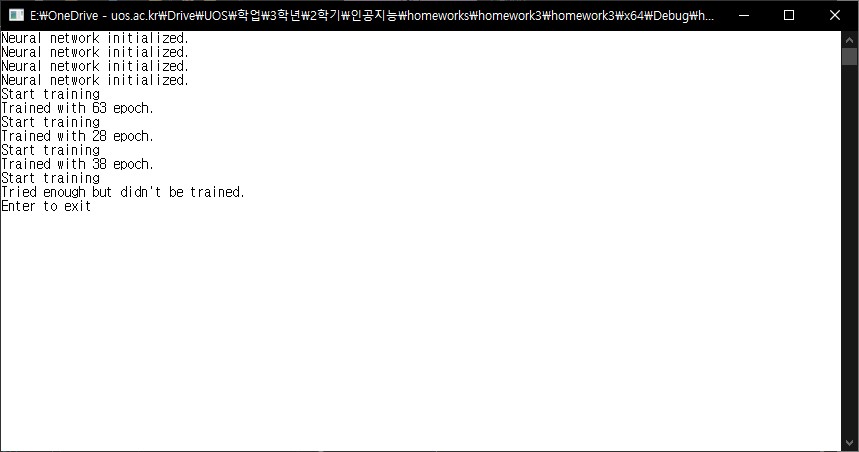 E:₩OneDrive - uos.ac.kr₩Drive₩UOS₩학업₩3학년₩2학기₩인공지능₩homeworks₩homework3₩homework3₩x64₩Debug₩h...
Neural network initialized.
Neural network initialized.
Neural network initialized.
Neural network initialized.
Start training
Trained with 63 epoch.
Start training
Trained with 28 epoch.
Start training
Trained with 38 epoch.
Start training
Tried enough but didn't be trained.
Enter to exit